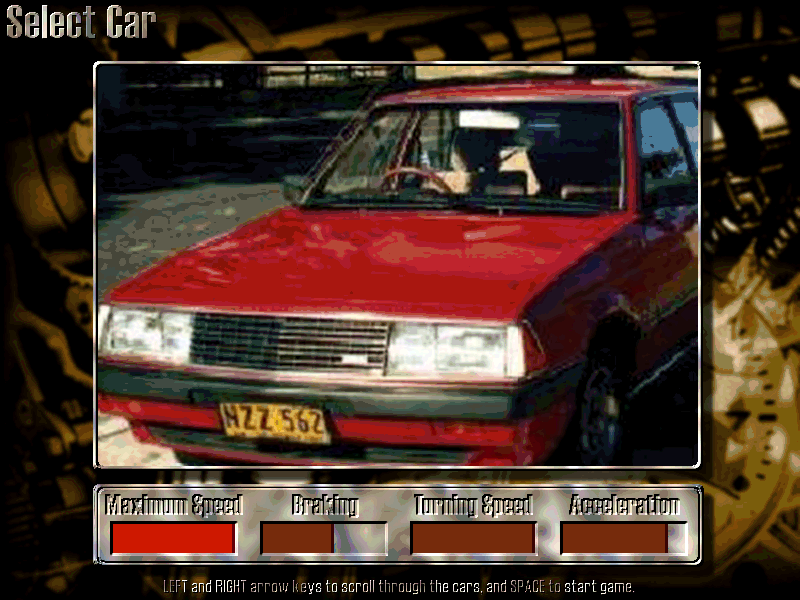 Select Car
NZZ·562
Maximum Speed Braking Turning Speed Acceleration
LEFT and RIGHT arrow keys to scroll through the cars, and SPACE to start game.